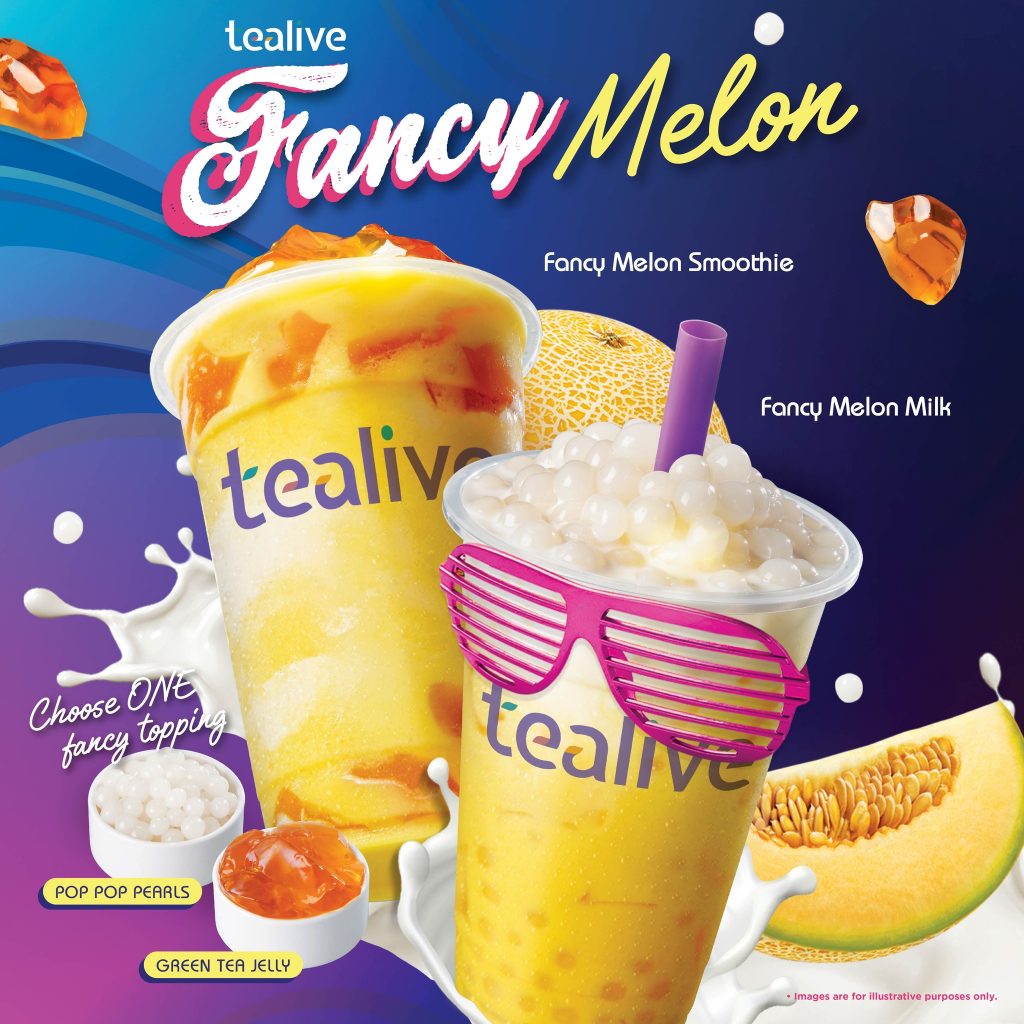 tealive
Fancy Melon
Fancy Melon Smoothie
Fancy Melon Milk
tealive
tealive
Choose ONE
fancy topping
POP POP PEARLS
GREEN TEA JELLY
• Images are for illustrative purposes only.